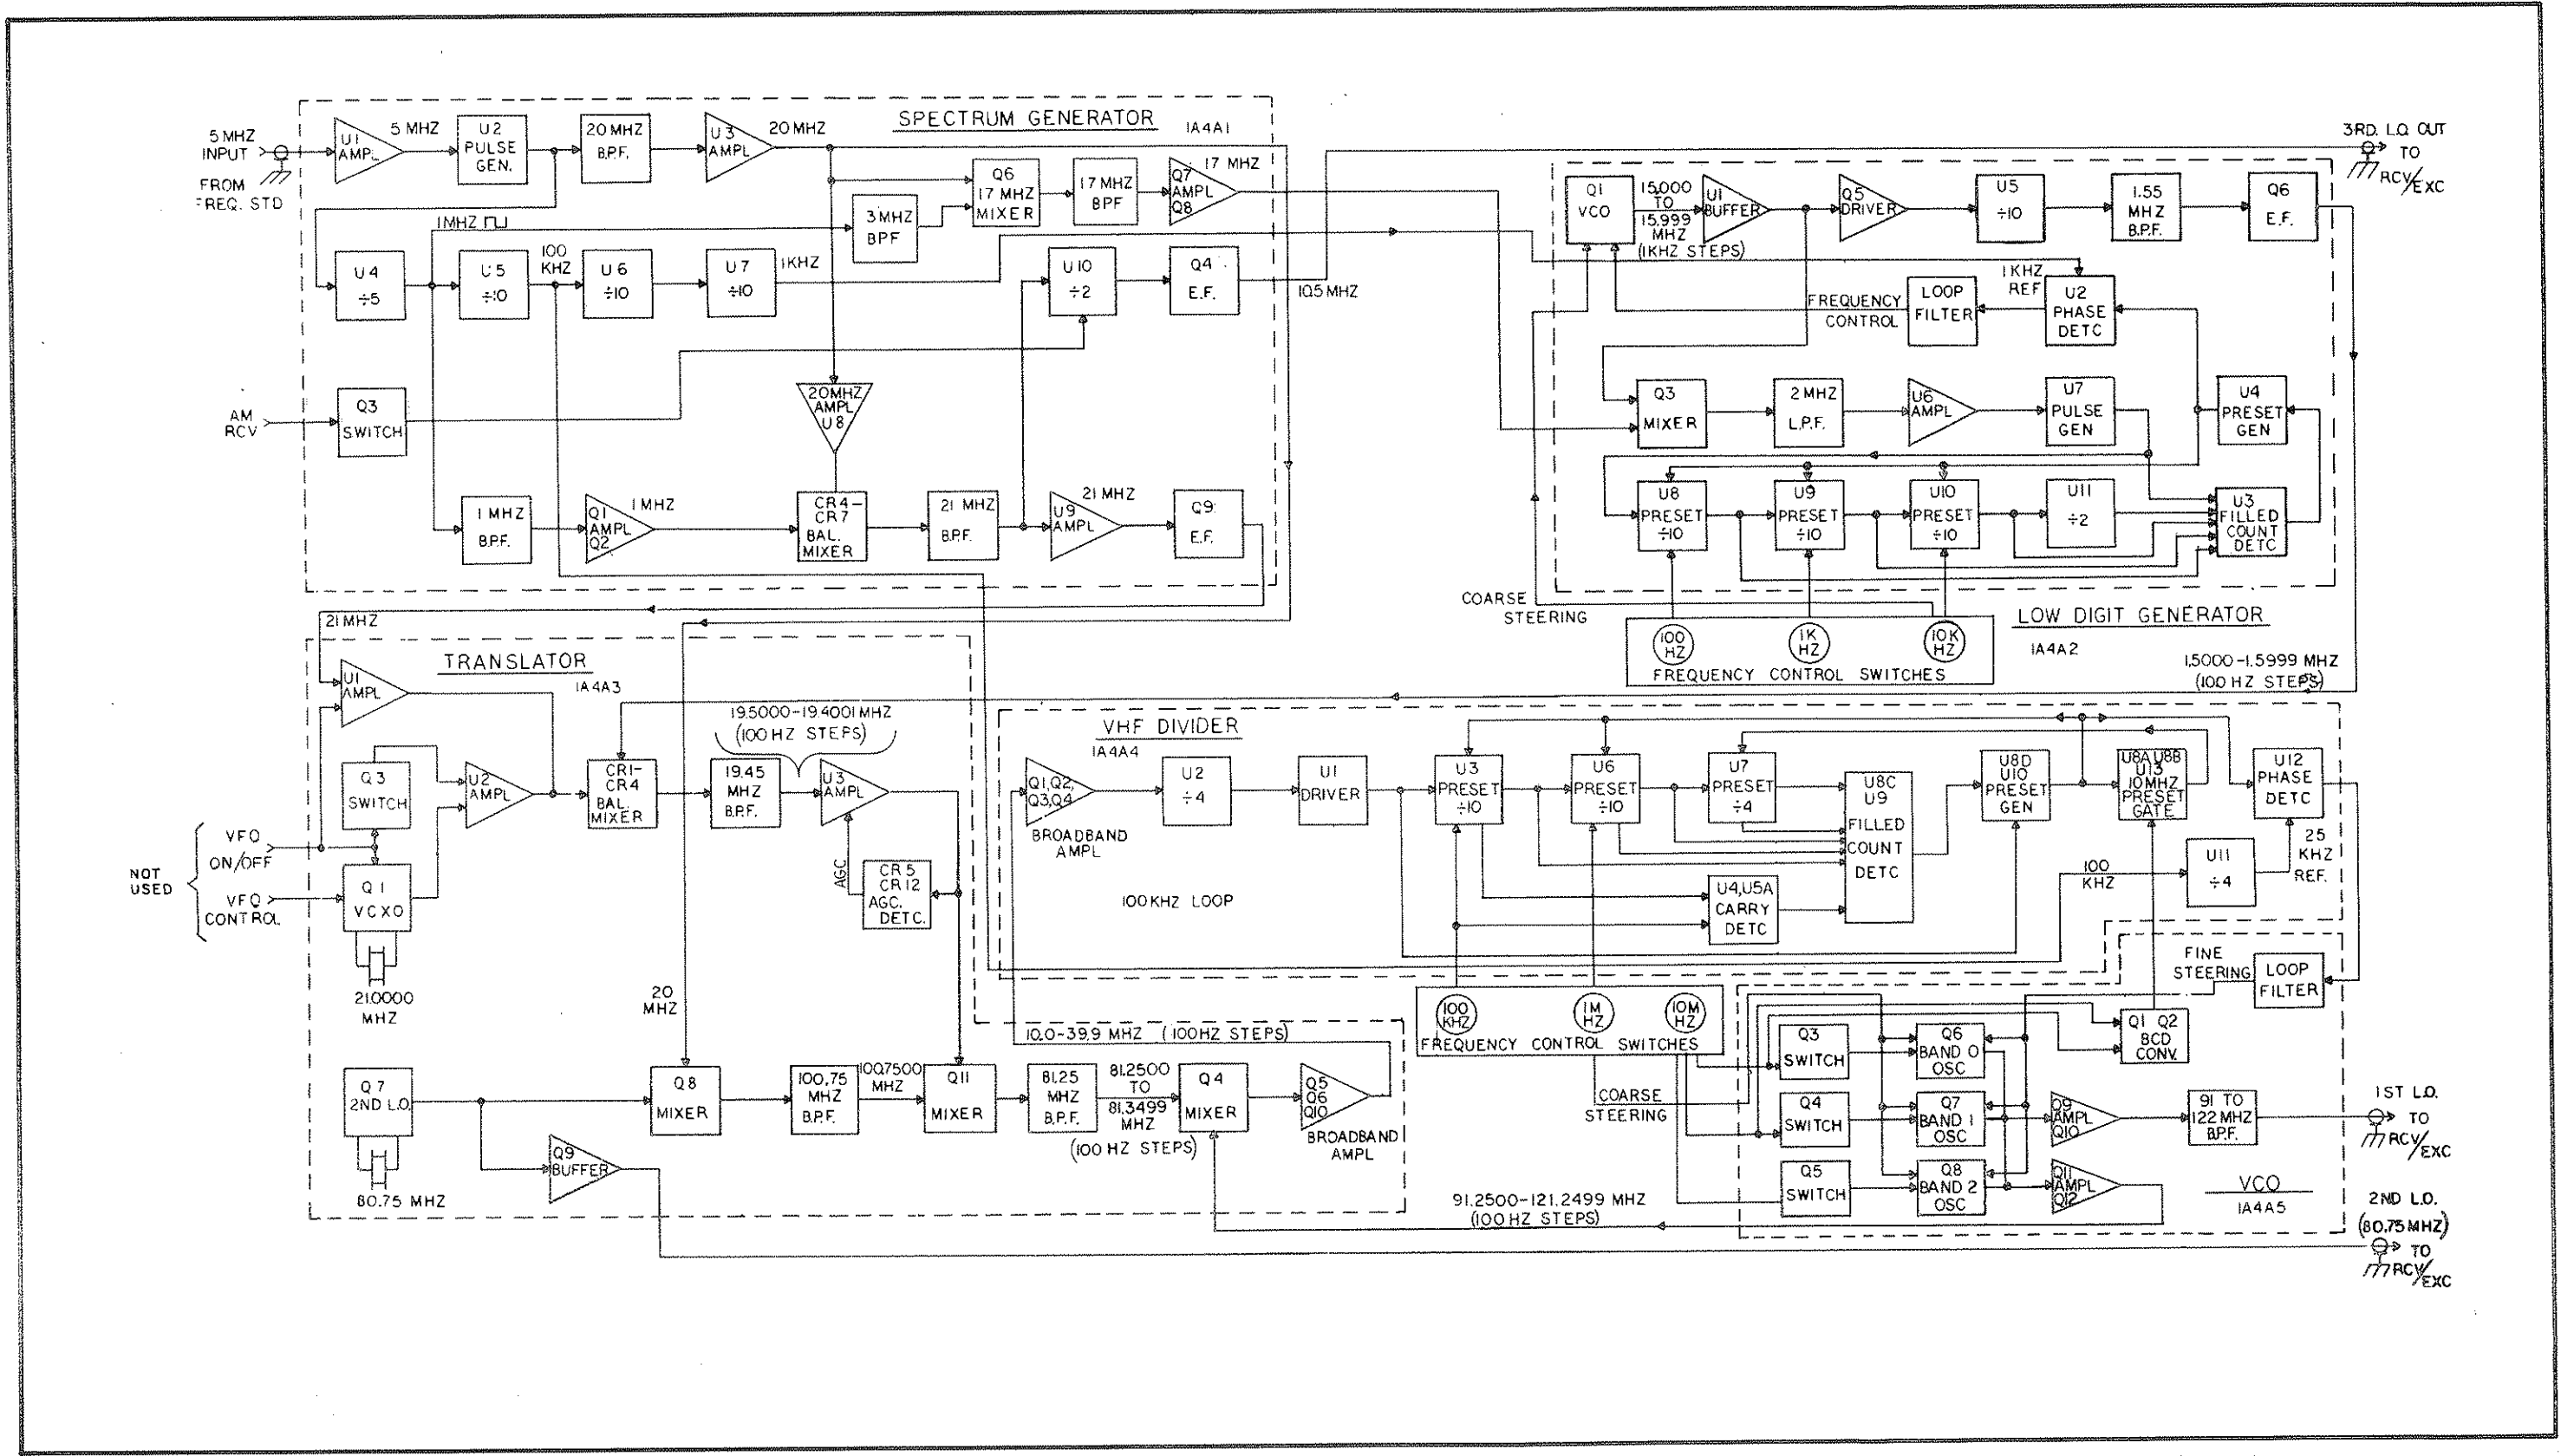 SPECTRUM GENERATOR
1A4A1
5 MHZ
INPUT
FROM
FREQ. STD
U1
AMPL
5 MHZ
U2
PULSE
GEN.
20 MHZ
B.P.F.
U3
AMPL
20 MHZ
Q6
17 MHZ
MIXER
17 MHZ
BPF
Q7
AMPL
Q8
17 MHZ
1 MHZ
3 MHZ
BPF
U4
÷5
U5
÷10
100
KHZ
U6
÷10
U7
÷10
1KHZ
U10
÷2
Q4
E.F.
10.5 MHZ
AM
RCV
Q3
SWITCH
20MHZ
AMPL
U8
1 MHZ
B.P.F.
Q1
AMPL
Q2
1 MHZ
CR4-
CR7
BAL.
MIXER
21 MHZ
B.P.F.
U9
AMPL
21 MHZ
Q9
E.F.
3RD. L.O. OUT
TO
RCV/EXC
Q1
VCO
15.000
TO
15.999
MHZ
(1KHZ STEPS)
U1
BUFFER
Q5
DRIVER
U5
÷10
1.55
MHZ
B.P.F.
Q6
E.F.
FREQUENCY
CONTROL
LOOP
FILTER
1KHZ
REF
U2
PHASE
DETC
Q3
MIXER
2 MHZ
L.P.F.
U6
AMPL
U7
PULSE
GEN
U4
PRESET
GEN
U8
PRESET
÷10
U9
PRESET
÷10
U10
PRESET
÷10
U11
÷2
U3
FILLED
COUNT
DETC
COARSE
STEERING
100
HZ
1K
HZ
10K
HZ
FREQUENCY CONTROL SWITCHES
LOW DIGIT GENERATOR
1A4A2
1.5000-1.5999 MHZ
(100 HZ STEPS)
21 MHZ
TRANSLATOR
1A4A3
U1
AMPL
Q3
SWITCH
U2
AMPL
CR1-
CR4
BAL.
MIXER
19.5000-19.4001 MHZ
(100 HZ STEPS)
19.45
MHZ
B.P.F.
U3
AMPL
AGC
CR5
CR12
AGC.
DETC.
NOT
USED
VFO
ON/OFF
VFO
CONTROL
Q1
VCXO
21.0000
MHZ
20
MHZ
Q7
2ND L.O.
80.75 MHZ
Q9
BUFFER
Q8
MIXER
100.75
MHZ
B.P.F.
100.7500
MHZ
Q11
MIXER
81.25
MHZ
B.P.F.
81.2500
TO
81.3499
MHZ
(100 HZ STEPS)
Q4
MIXER
Q5
Q6
Q10
BROADBAND
AMPL
10.0-39.9 MHZ (100HZ STEPS)
VHF DIVIDER
1A4A4
Q1,Q2,
Q3,Q4
BROADBAND
AMPL
100 KHZ LOOP
U2
÷4
U1
DRIVER
U3
PRESET
÷10
U6
PRESET
÷10
U7
PRESET
÷4
U8C
U9
FILLED
COUNT
DETC
U4,U5A
CARRY
DETC
U8D
U10
PRESET
GEN
U8A U8B
U13
10MHZ
PRESET
GATE
U12
PHASE
DETC
100
KHZ
U11
÷4
25
KHZ
REF.
100
KHZ
1M
HZ
10M
HZ
FREQUENCY CONTROL SWITCHES
COARSE
STEERING
FINE
STEERING
LOOP
FILTER
Q1 Q2
BCD
CONV.
Q3
SWITCH
Q4
SWITCH
Q5
SWITCH
Q6
BAND 0
OSC
Q7
BAND 1
OSC
Q8
BAND 2
OSC
Q9
AMPL
Q10
Q11
AMPL
Q12
91 TO
122 MHZ
B.P.F.
VCO
1A4A5
91.2500-121.2499 MHZ
(100 HZ STEPS)
1ST L.O.
TO
RCV/EXC
2ND L.O.
(80.75 MHZ)
TO
RCV/EXC